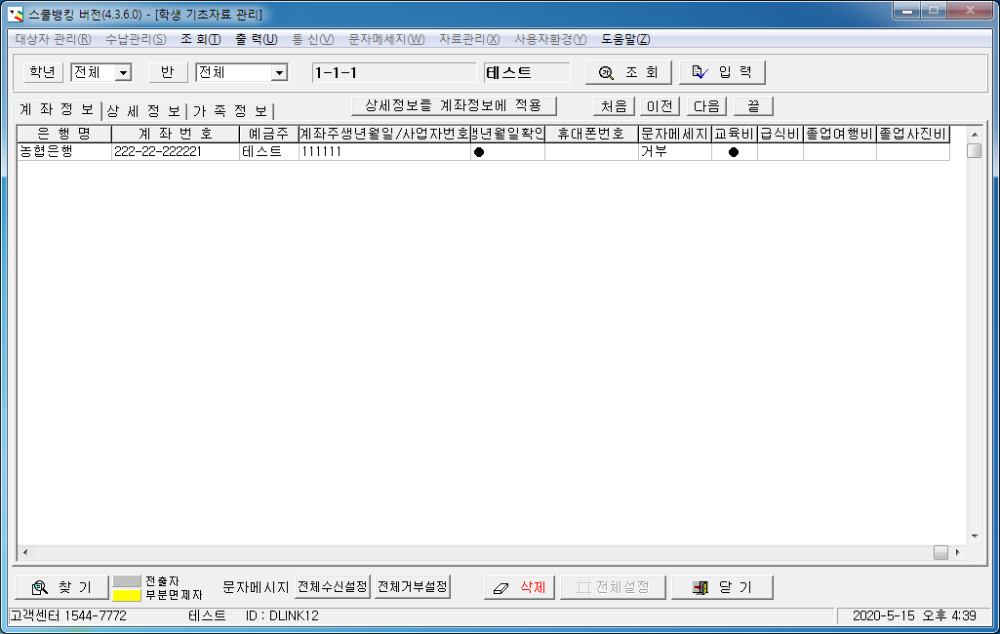 스쿨뱅킹 버전(4.3.6.0) - [학생 기초자료 관리]
대상자 관리(R) 수납관리(S) 조 회(T) 출 력(U) 통 신(V) 문자메세지(W) 자료관리(X) 사용자환경(Y) 도움말(Z)
학년 전체 반 전체 1-1-1 테스트 조 회 입 력
계 좌 정 보 상 세 정 보 가 족 정 보 상세정보를 계좌정보에 적용 처음 이전 다음 끝
은 행 명 계 좌 번 호 예금주 계좌주생년월일/사업자번호 생년월일확인 휴대폰번호 문자메세지 교육비 급식비 졸업여행비 졸업사진비
농협은행 222-22-222221 테스트 111111 ● 거부 ●
찾 기 전출자 부분면제자 문자메시지 전체수신설정 전체거부설정 삭제 전체설정 닫 기
고객센터 1544-7772 테스트 ID : DLINK12 2020-5-15 오후 4:39